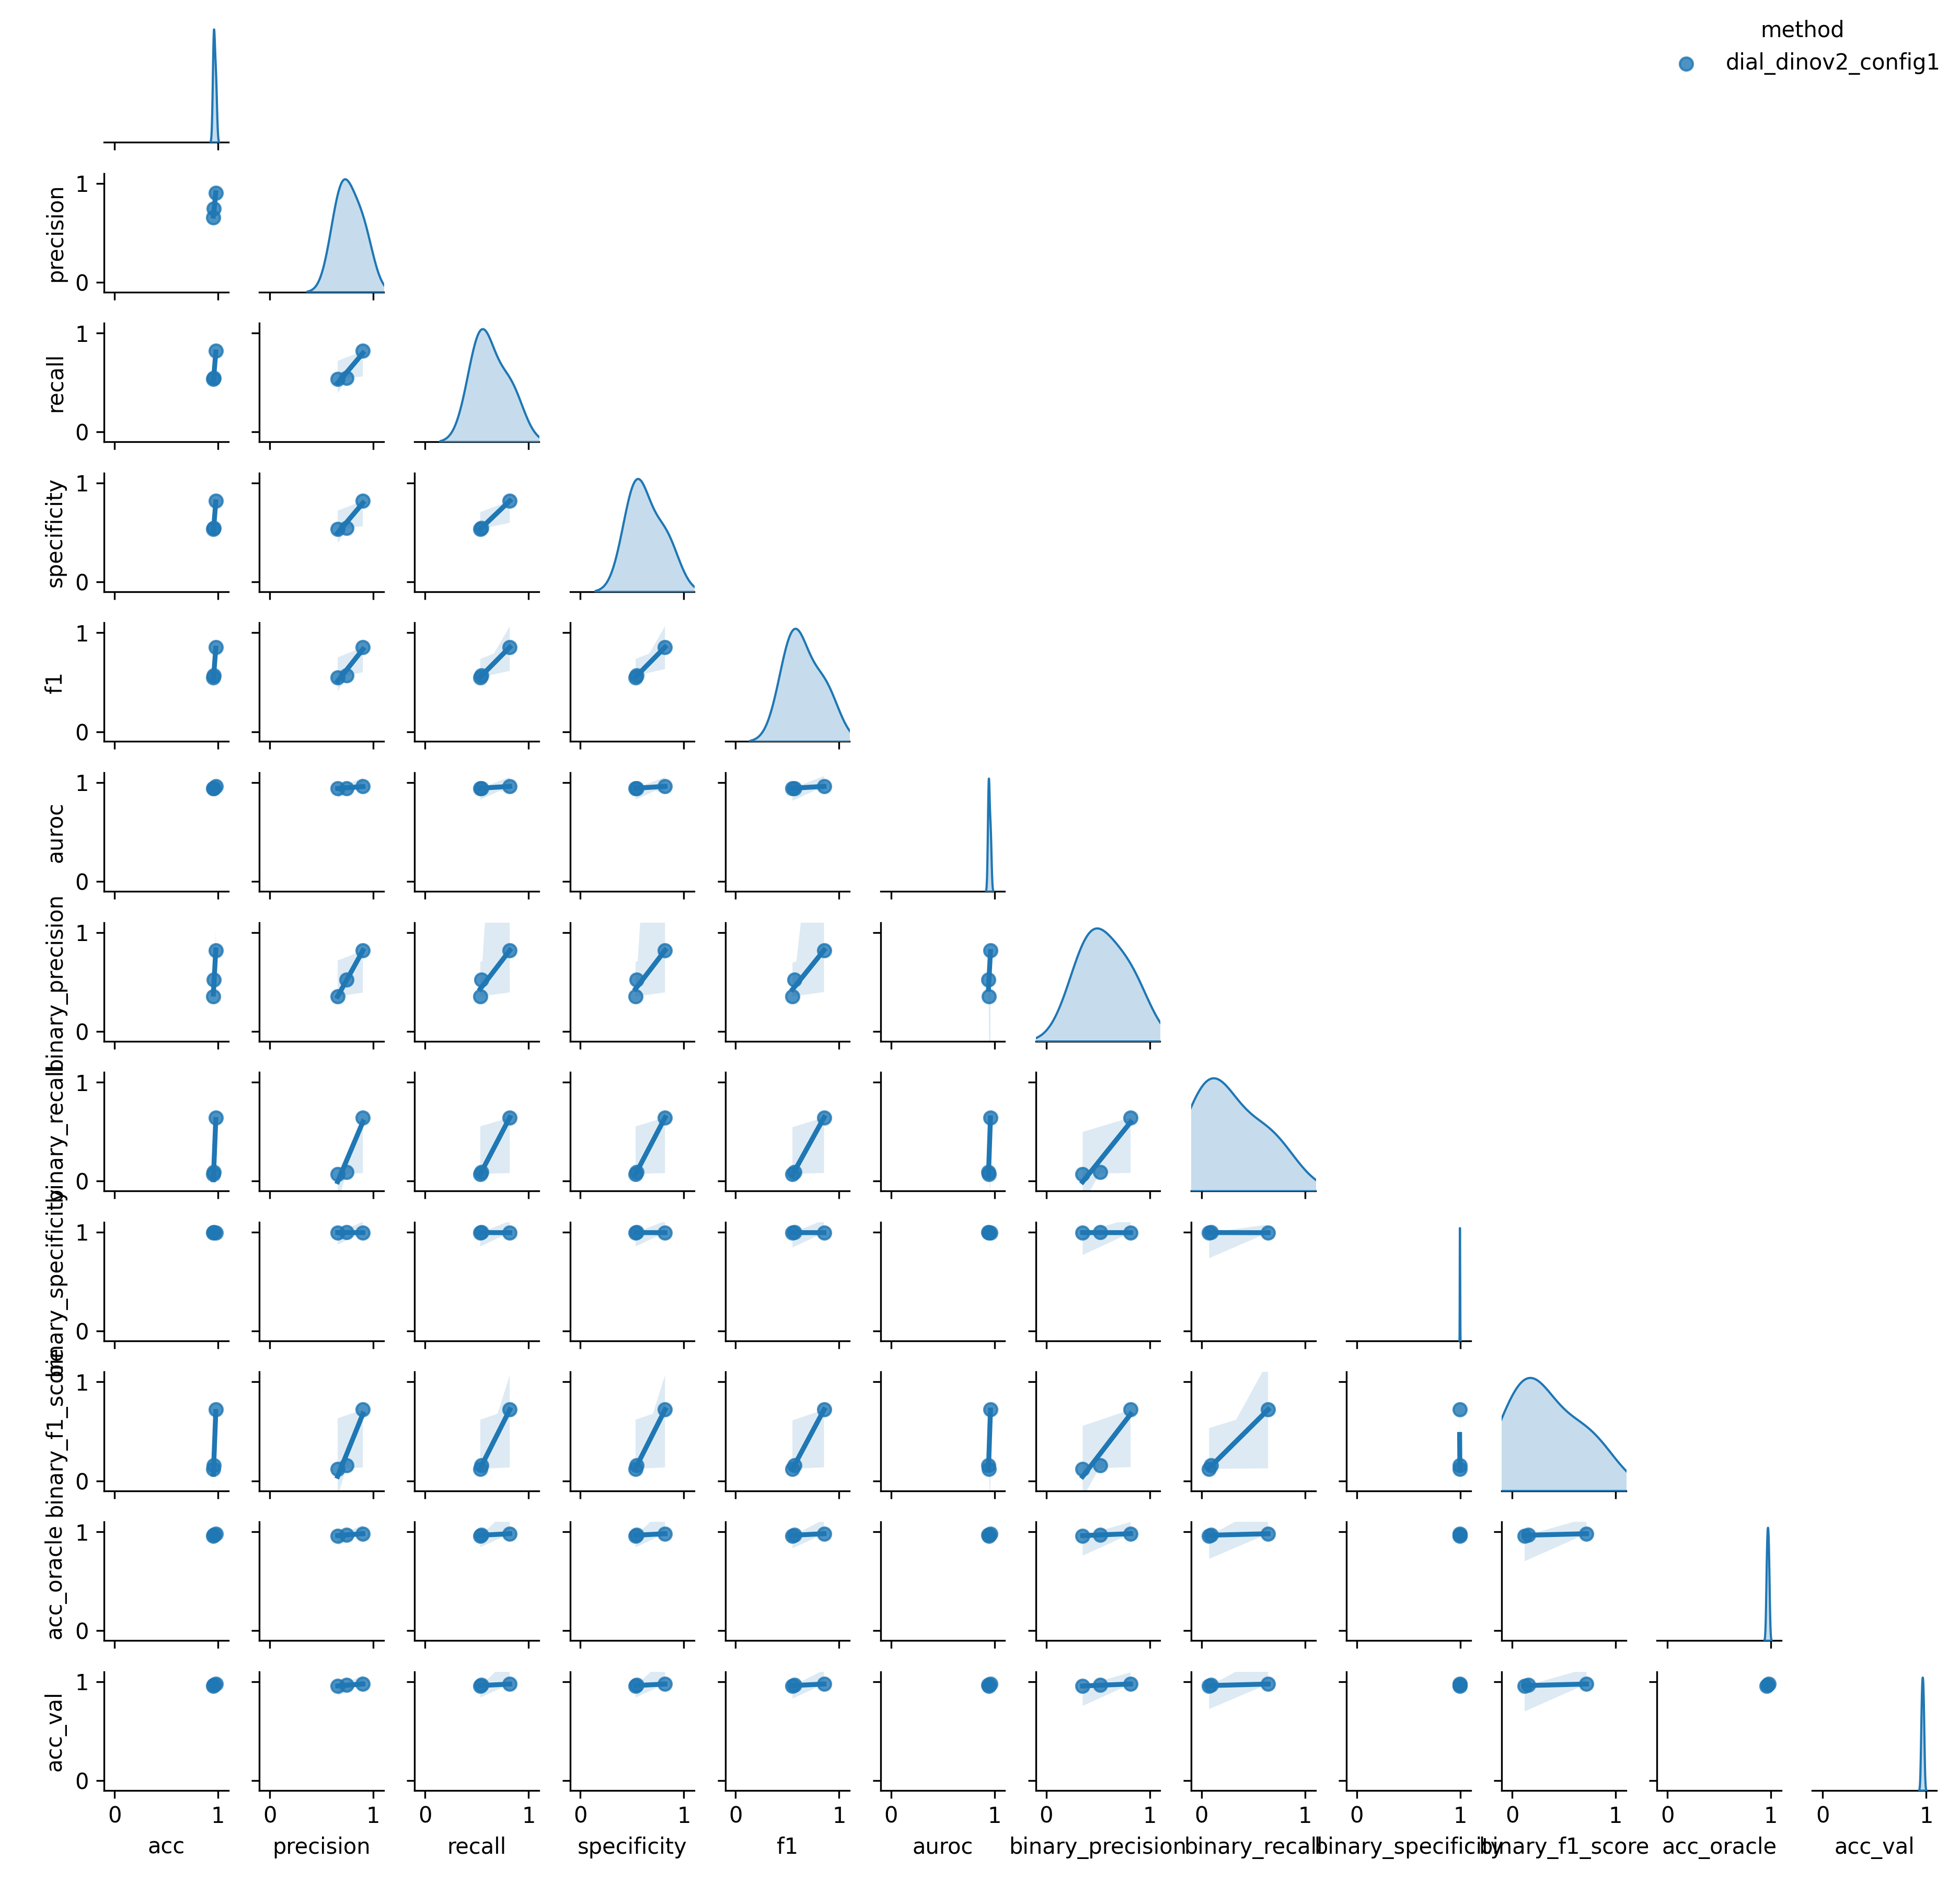 method
dial_dinov2_config1
1
precision
0
1
recall
0
1
specificity
0
1
f1
0
1
auroc
0
1
binary_precision
0
1
binary_recall
0
1
binary_specificity
0
1
binary_f1_score
0
1
acc_oracle
0
1
acc_val
0
0 1 0 1 0 1 0 1 0 1 0 1 0 1 0 1 0 1 0 1 0 1 0 1
acc precision recall specificity f1 auroc binary_precision binary_recall binary_specificity binary_f1_score acc_oracle acc_val